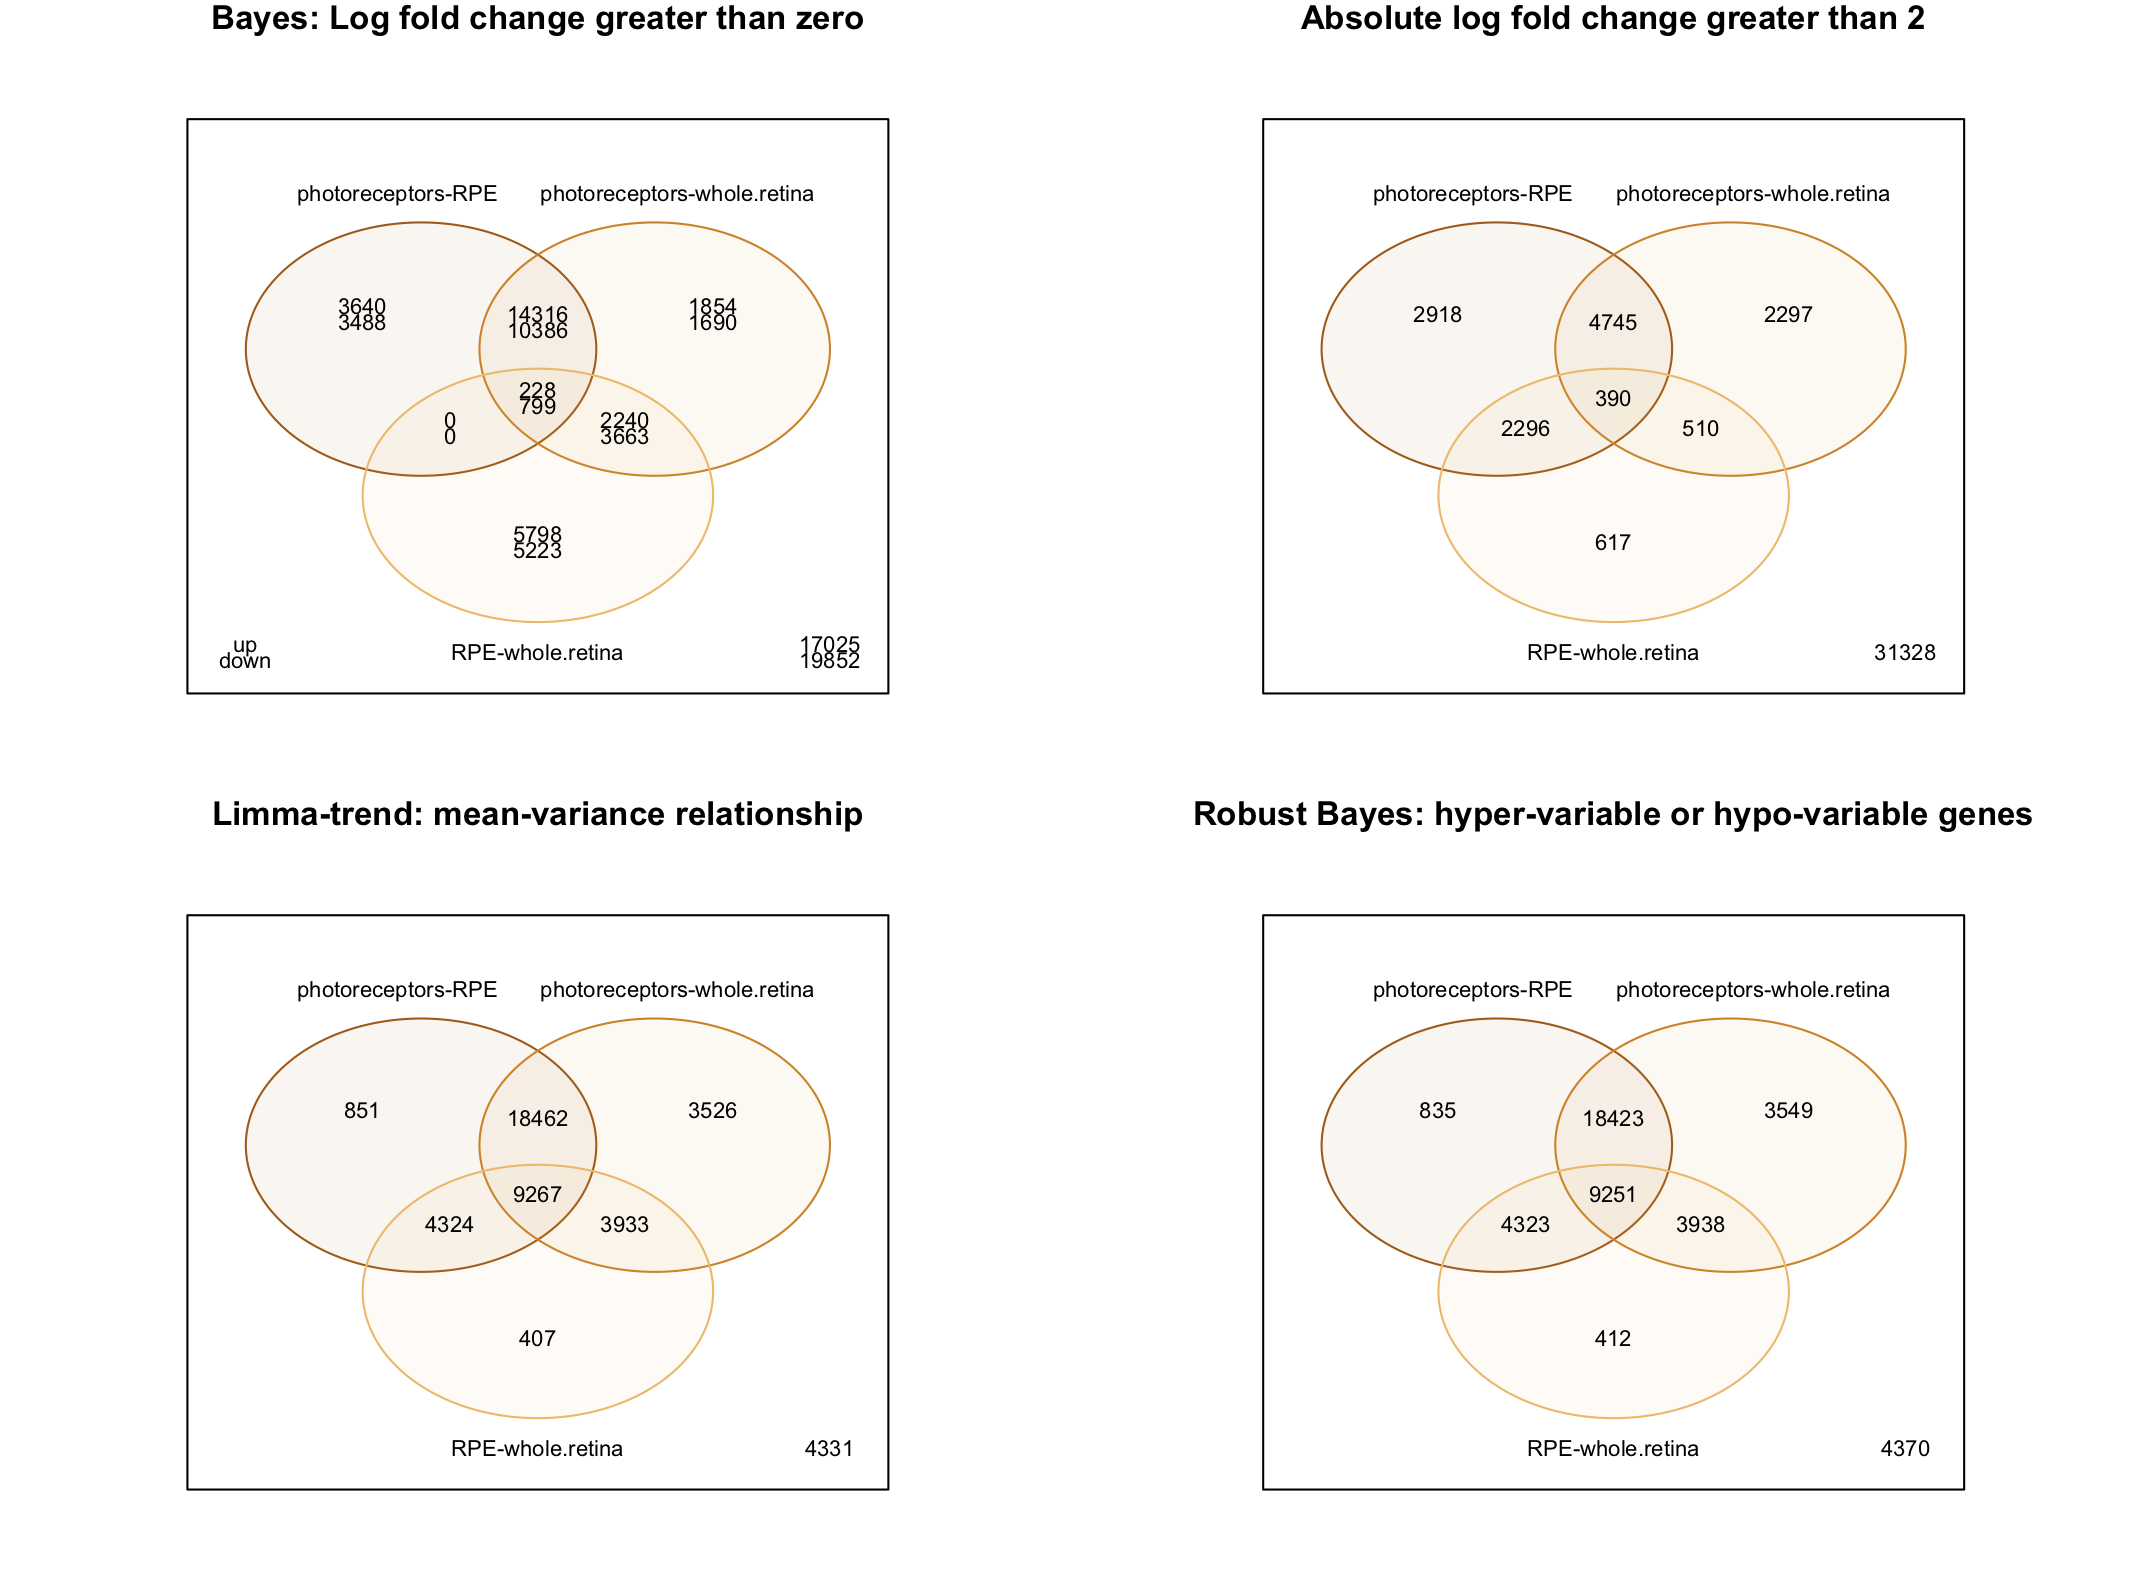 Bayes: Log fold change greater than zero
photoreceptors-RPE photoreceptors-whole.retina
3640
3488
14316
10386
1854
1690
228
799
0
0
2240
3663
5798
5223
up
down
RPE-whole.retina
17025
19852
Absolute log fold change greater than 2
photoreceptors-RPE photoreceptors-whole.retina
2918
4745
2297
390
2296
510
617
RPE-whole.retina
31328
Limma-trend: mean-variance relationship
photoreceptors-RPE photoreceptors-whole.retina
851
18462
3526
9267
4324
3933
407
RPE-whole.retina
4331
Robust Bayes: hyper-variable or hypo-variable genes
photoreceptors-RPE photoreceptors-whole.retina
835
18423
3549
9251
4323
3938
412
RPE-whole.retina
4370